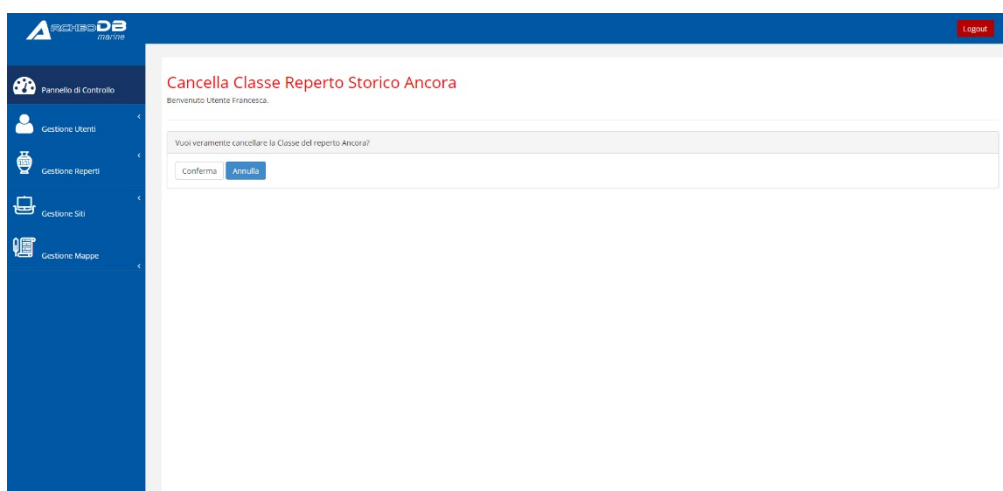 ARCHEODB
marine
Logout
Pannello di Controllo
Gestione Utenti
Gestione Reperti
Gestione Siti
Gestione Mappe
Cancella Classe Reperto Storico Ancora
Benvenuto Utente Francesca.
Vuoi veramente cancellare la Classe del reperto Ancora?
Conferma Annulla